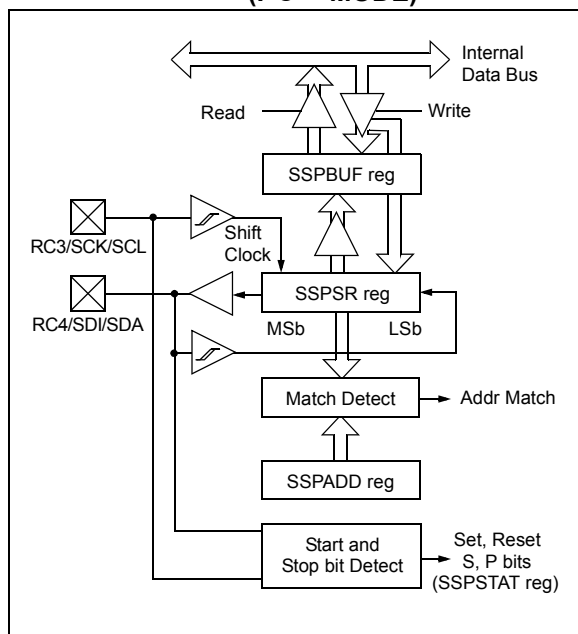 MODE)
Internal
Data Bus
Read
Write
SSPBUF reg
RC3/SCK/SCL
Shift
Clock
SSPSR reg
RC4/SDI/SDA
MSb
LSb
Match Detect
Addr Match
SSPADD reg
Start and
Stop bit Detect
Set, Reset
S, P bits
(SSPSTAT reg)